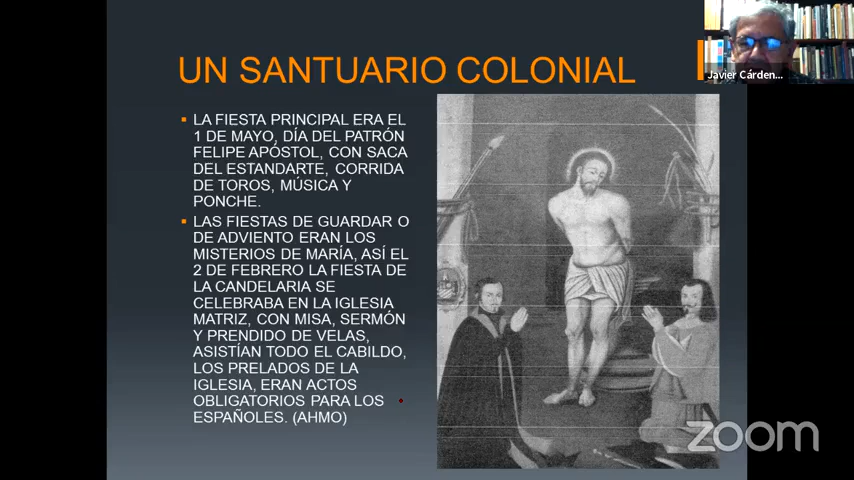 UN SANTUARIO COLONIAL
LA FIESTA PRINCIPAL ERA EL
1 DE MAYO, DÍA DEL PATRÓN
FELIPE APÓSTOL, CON SACA
DEL ESTANDARTE, CORRIDA
DE TOROS, MÚSICA Y
PONCHE.
LAS FIESTAS DE GUARDAR O
DE ADVIENTO ERAN LOS
MISTERIOS DE MARÍA, ASÍ EL
2 DE FEBRERO LA FIESTA DE
LA CANDELARIA SE
CELEBRABA EN LA IGLESIA
MATRIZ, CON MISA, SERMÓN
Y PRENDIDO DE VELAS,
ASISTÍAN TODO EL CABILDO,
LOS PRELADOS DE LA
IGLESIA, ERAN ACTOS
OBLIGATORIOS PARA LOS
ESPAÑOLES. (AHMO)
Javier Cárden...
zoom